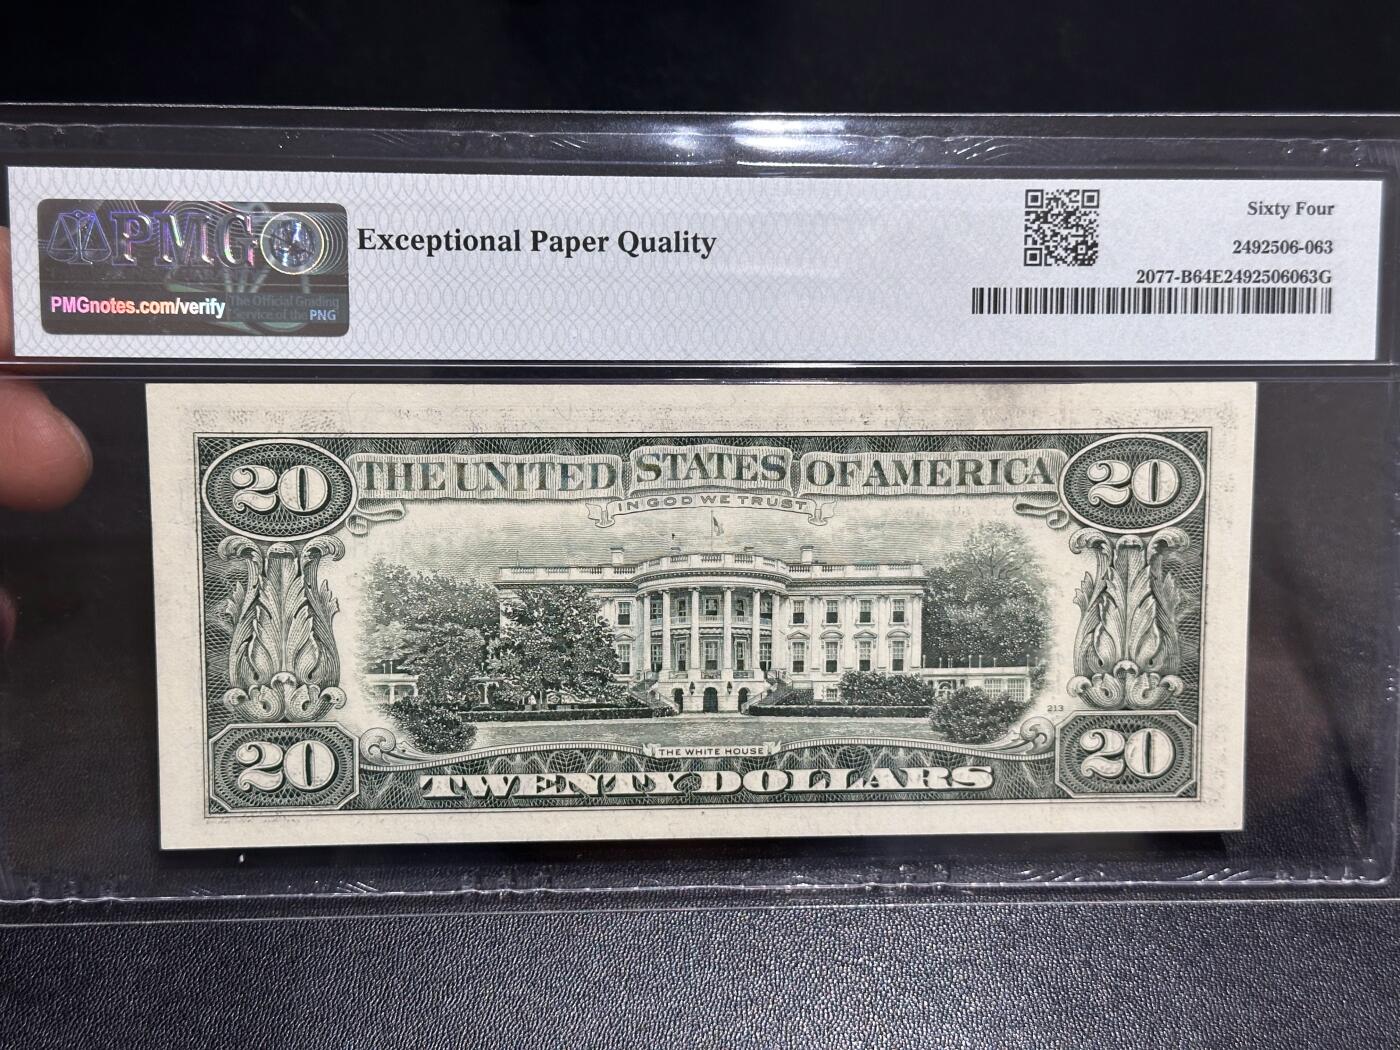 PMG
PMGnotes.com/verify
The Official Grading
Service of the PNG
Exceptional Paper Quality
Sixty Four
2492506-063
2077-B64E2492506063G
20 THE UNITED STATES OF AMERICA 20
IN GOD WE TRUST
213
THE WHITE HOUSE
20 TWENTY DOLLARS 20